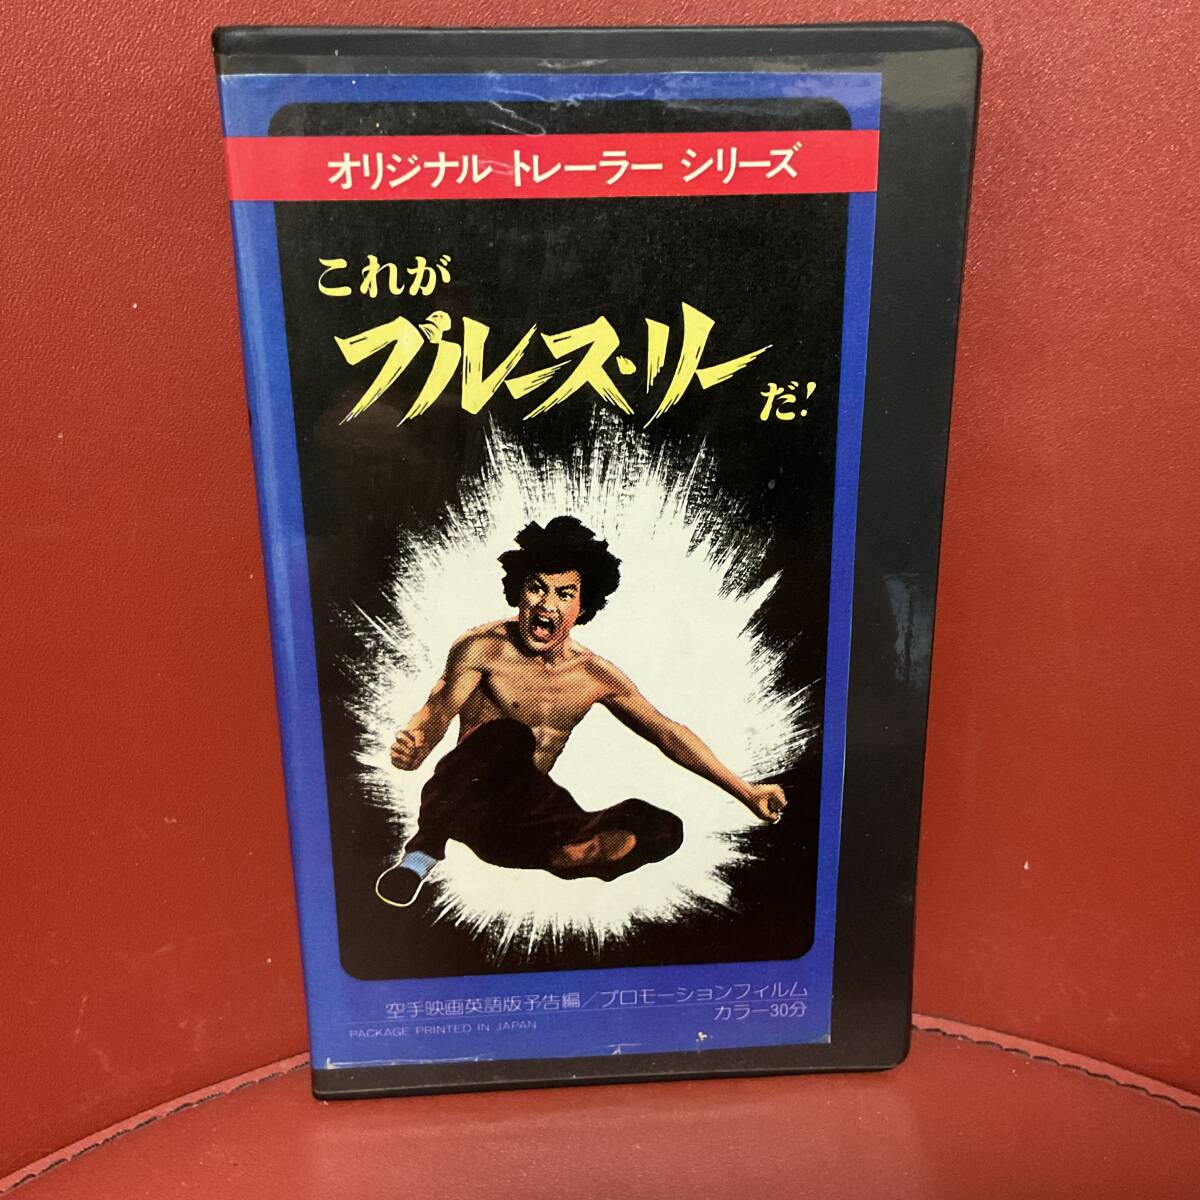 オリジナル トレーラー シリーズ
これが
ブルース・リー
だ!
空手映画英語版予告編/プロモーションフィルム
カラー30分
PACKAGE PRINTED IN JAPAN